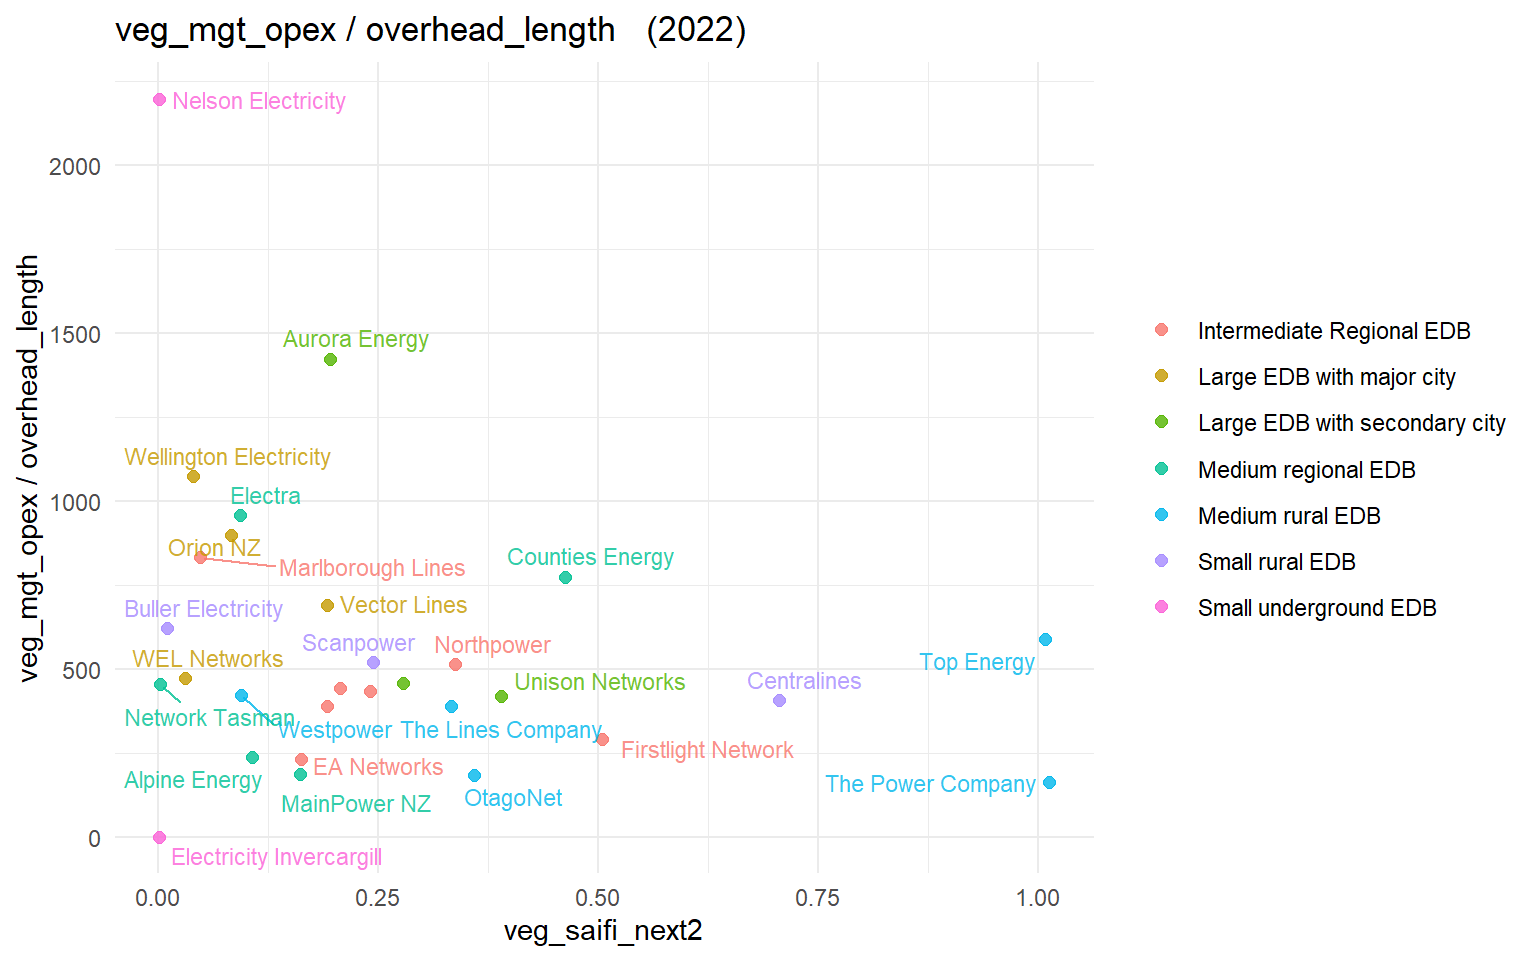 veg_mgt_opex / overhead_length (2022)
veg_mgt_opex / overhead_length
2000
1500
1000
500
0
Nelson Electricity
Aurora Energy
Wellington Electricity
Electra
Orion NZ
Marlborough Lines
Counties Energy
Buller Electricity
Vector Lines
Scanpower
Northpower
WEL Networks
Top Energy
Unison Networks
Centralines
Network Tasman
Westpower
The Lines Company
Firstlight Network
EA Networks
Alpine Energy
The Power Company
MainPower NZ
OtagoNet
Electricity Invercargill
0.00
0.25
0.50
0.75
1.00
veg_saifi_next2
Intermediate Regional EDB
Large EDB with major city
Large EDB with secondary city
Medium regional EDB
Medium rural EDB
Small rural EDB
Small underground EDB